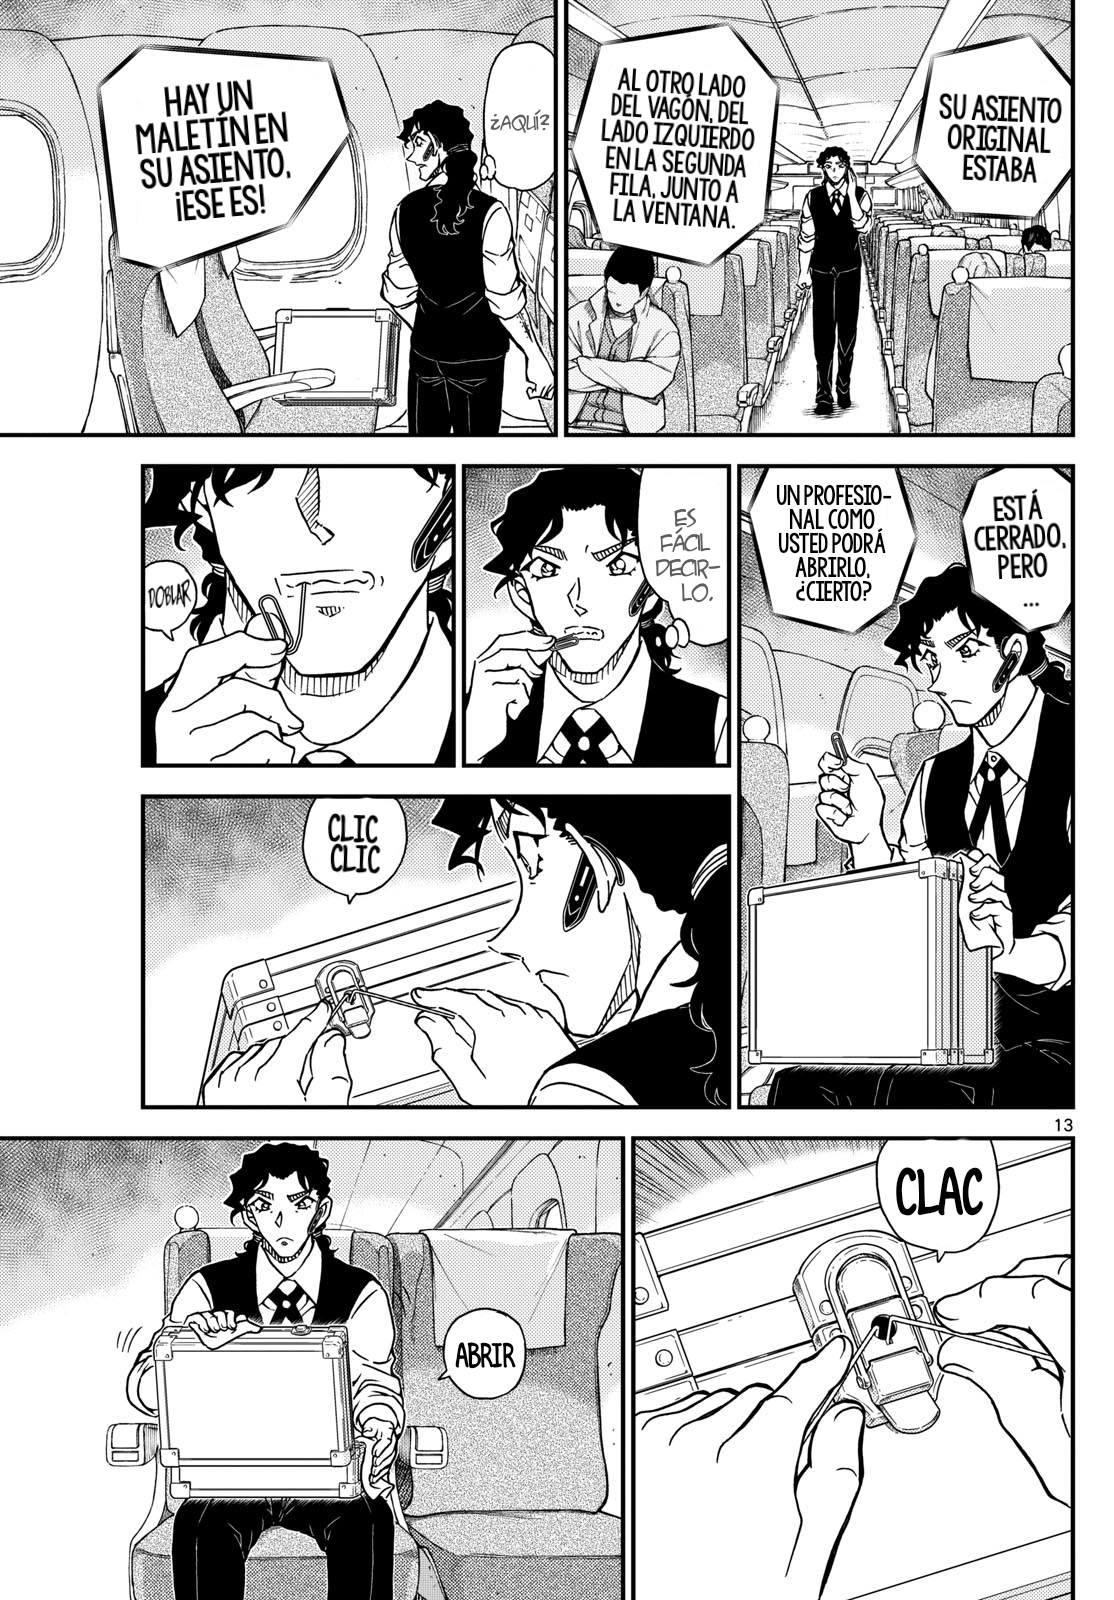 SU ASIENTO
ORIGINAL
ESTABA
AL OTRO LADO
DEL VAGÓN, DEL
LADO IZQUIERDO
EN LA SEGUNDA
FILA, JUNTO A
LA VENTANA.
¿AQUÍ?
HAY UN
MALETÍN EN
SU ASIENTO,
¡ESE ES!
ESTÁ
CERRADO,
PERO
...
UN PROFESIO-
NAL COMO
USTED PODRÁ
ABRIRLO,
¿CIERTO?
ES
FÁCIL
DECIR-
LO.
DOBLAR
CLIC
CLIC
13
CLAC
ABRIR